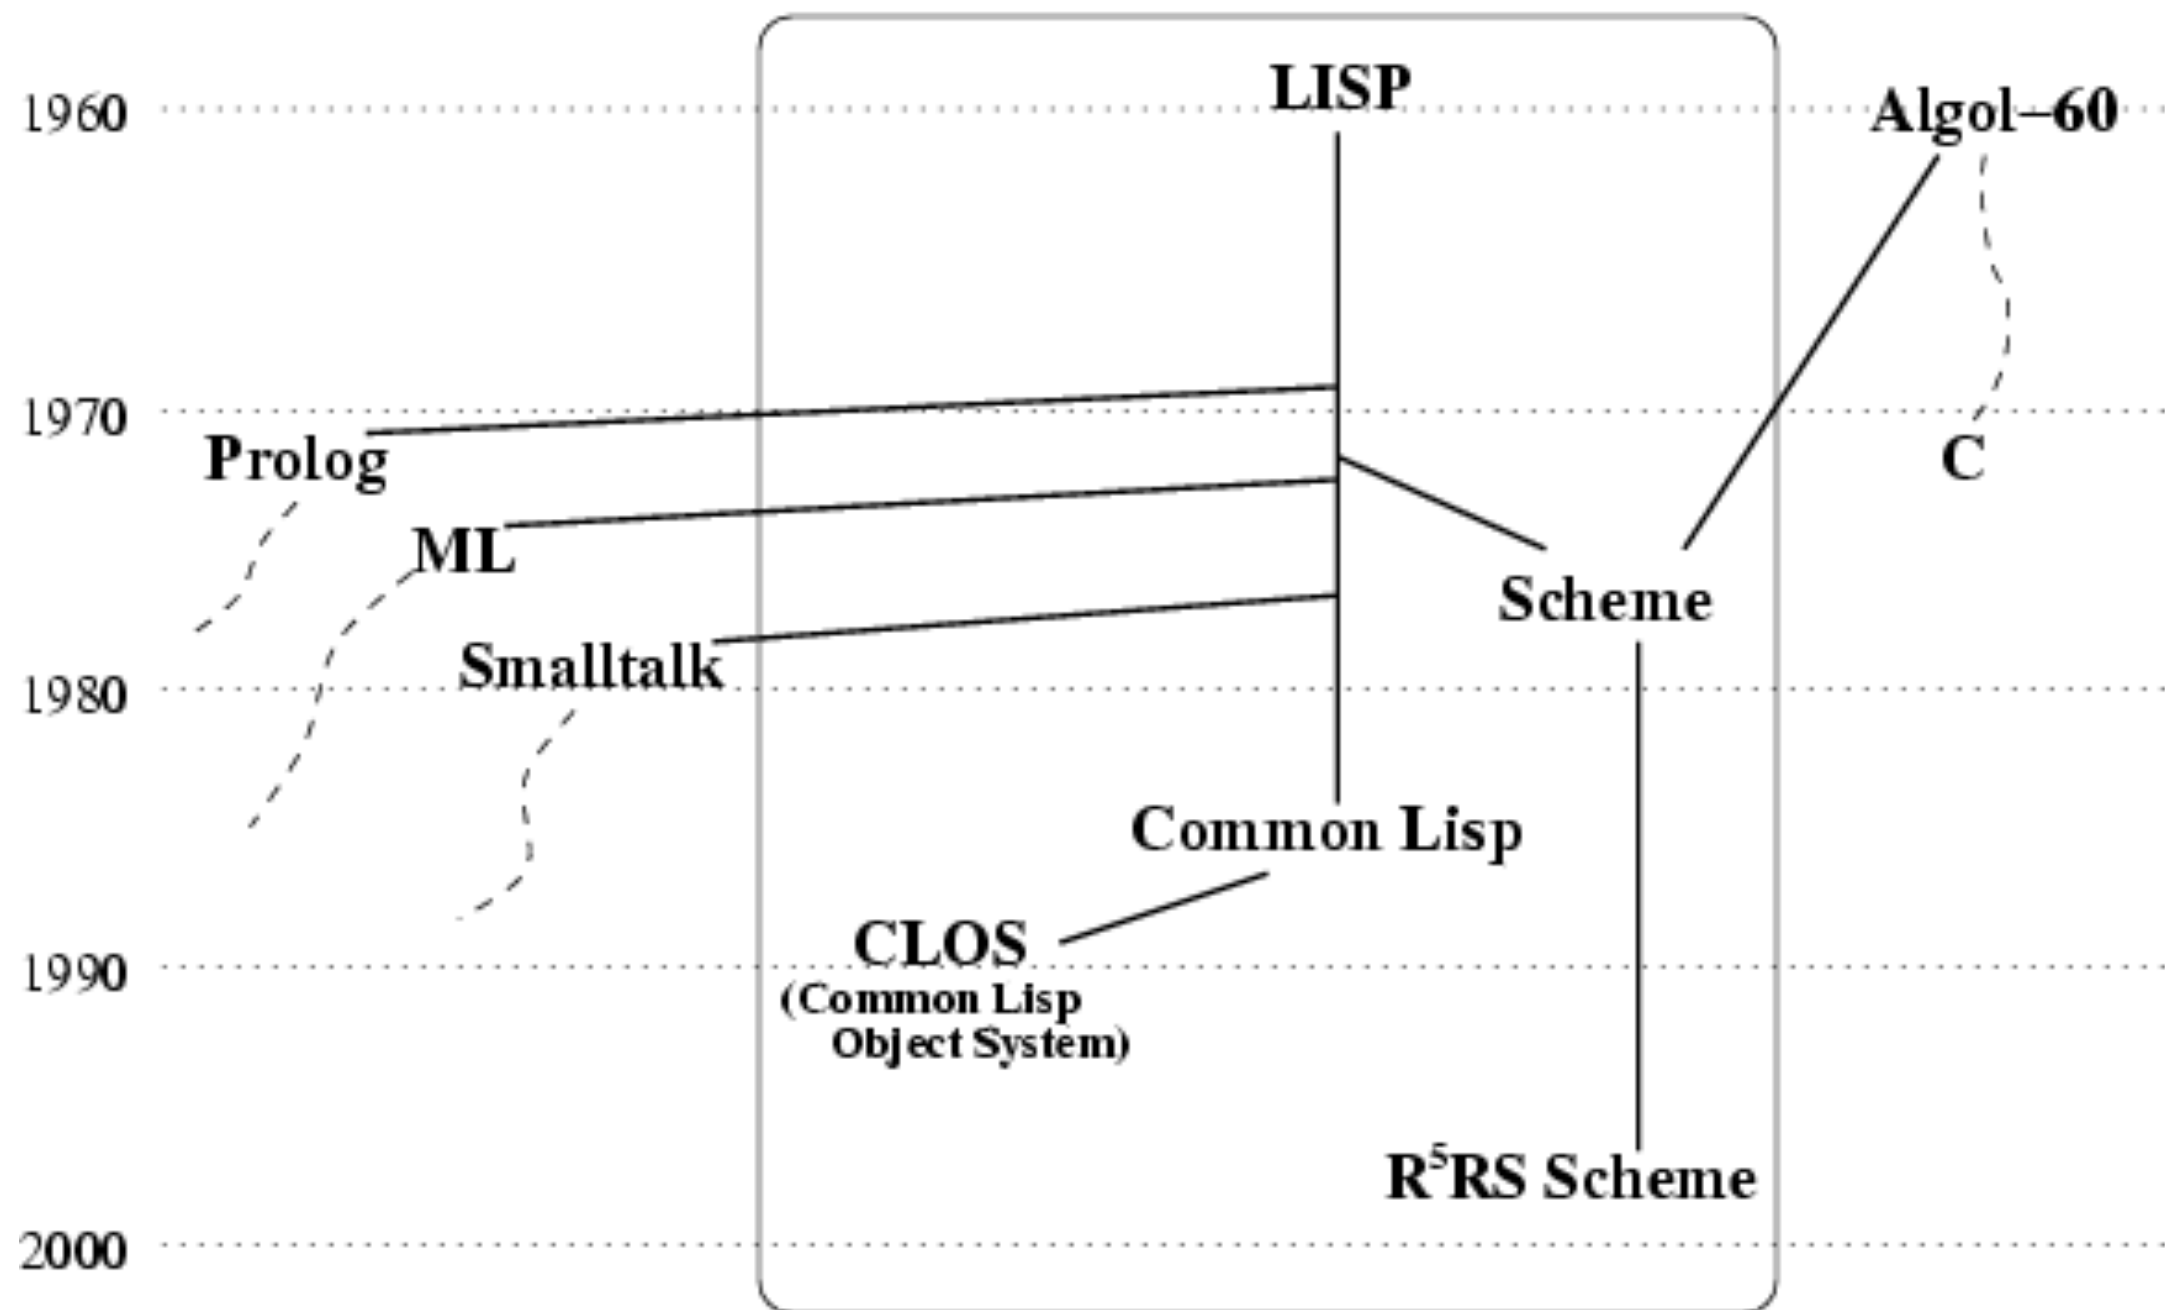 LISP
1960
Algol–60
1970
Prolog
C
ML
Scheme
Smalltalk
1980
Common Lisp
CLOS
1990
(Common Lisp
Object System)
R⁵RS Scheme
2000